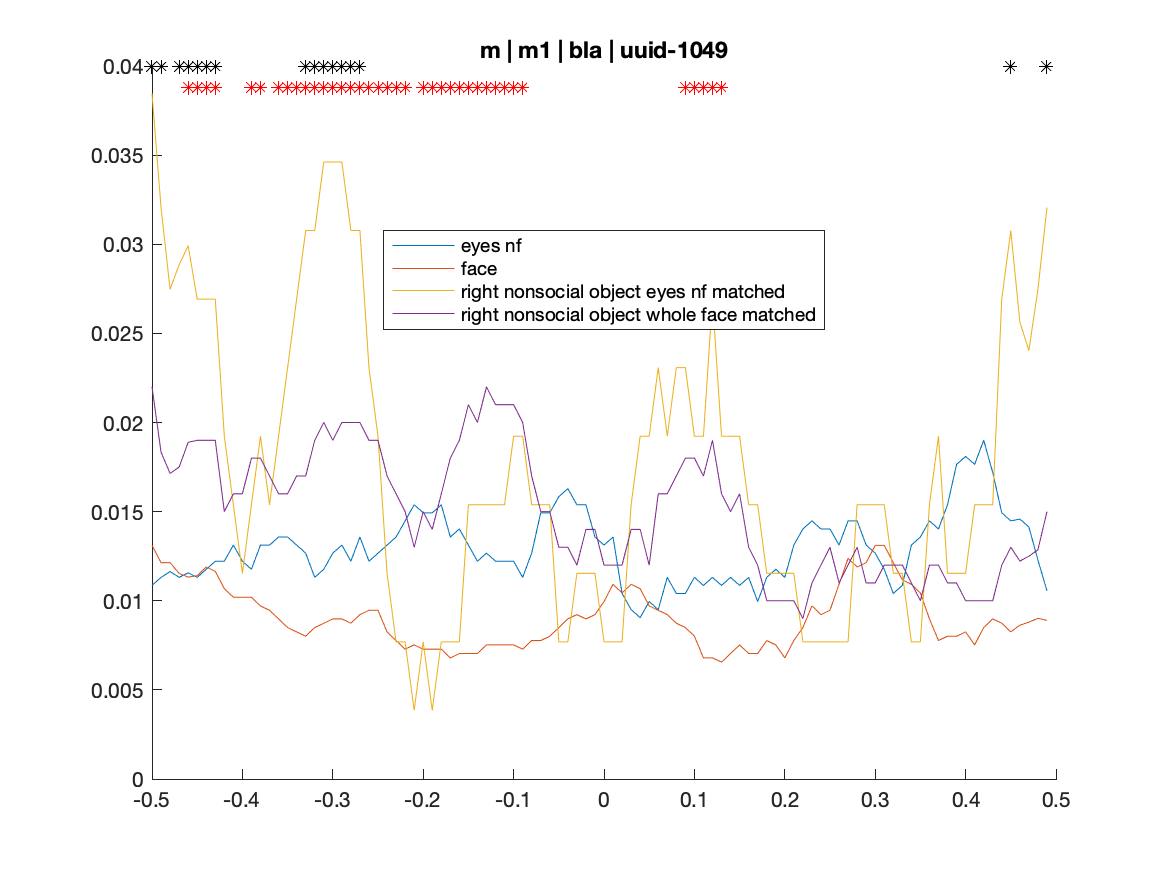 m | m1 | bla | uuid-1049
0.04
0.035
0.03
0.025
0.02
0.015
0.01
0.005
0
eyes nf
face
right nonsocial object eyes nf matched
right nonsocial object whole face matched
-0.5 -0.4 -0.3 -0.2 -0.1 0 0.1 0.2 0.3 0.4 0.5